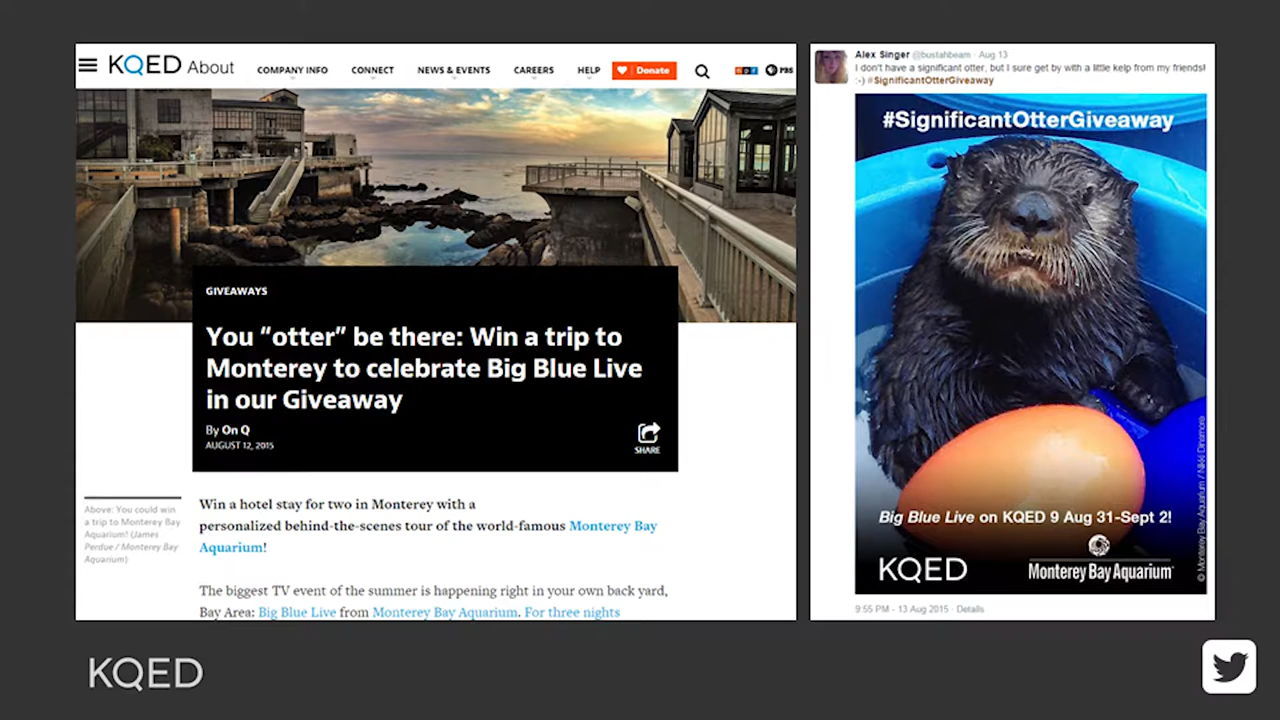 KQED About
COMPANY INFO CONNECT NEWS & EVENTS CAREERS HELP Donate PBS
GIVEAWAYS
You “otter” be there: Win a trip to
Monterey to celebrate Big Blue Live
in our Giveaway
By On Q
AUGUST 12, 2015
SHARE
Above: You could win
a trip to Monterey Bay
Aquarium! (James
Perdue / Monterey Bay
Aquarium)
Win a hotel stay for two in Monterey with a
personalized behind-the-scenes tour of the world-famous Monterey Bay
Aquarium!
The biggest TV event of the summer is happening right in your own back yard,
Bay Area: Big Blue Live from Monterey Bay Aquarium. For three nights
Alex Singer @bustahbeam · Aug 13
I don't have a significant otter, but I sure get by with a little kelp from my friends!
:-) #SignificantOtterGiveaway
#SignificantOtterGiveaway
Big Blue Live on KQED 9 Aug 31-Sept 2!
KQED
Monterey Bay Aquarium
© Monterey Bay Aquarium / Nikki Dinsmore
9:55 PM - 13 Aug 2015 · Details
KQED